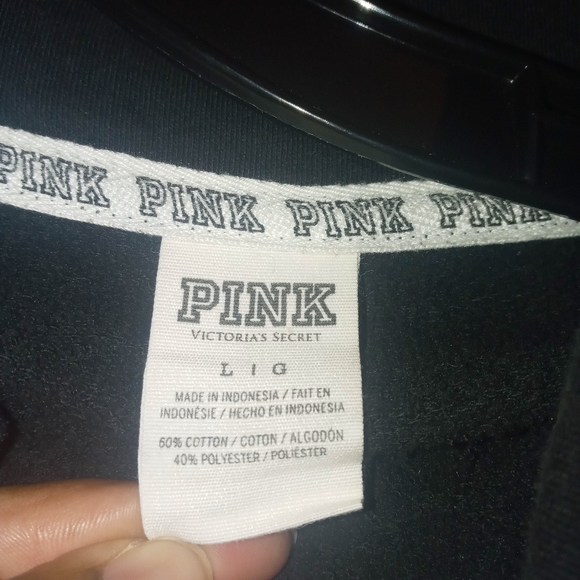 PINK PINK PINK PINK
PINK
VICTORIA'S SECRET
L | G
MADE IN INDONESIA / FAIT EN
INDONÉSIE / HECHO EN INDONESIA
60% COTTON / COTON / ALGODÓN
40% POLYESTER / POLIÉSTER